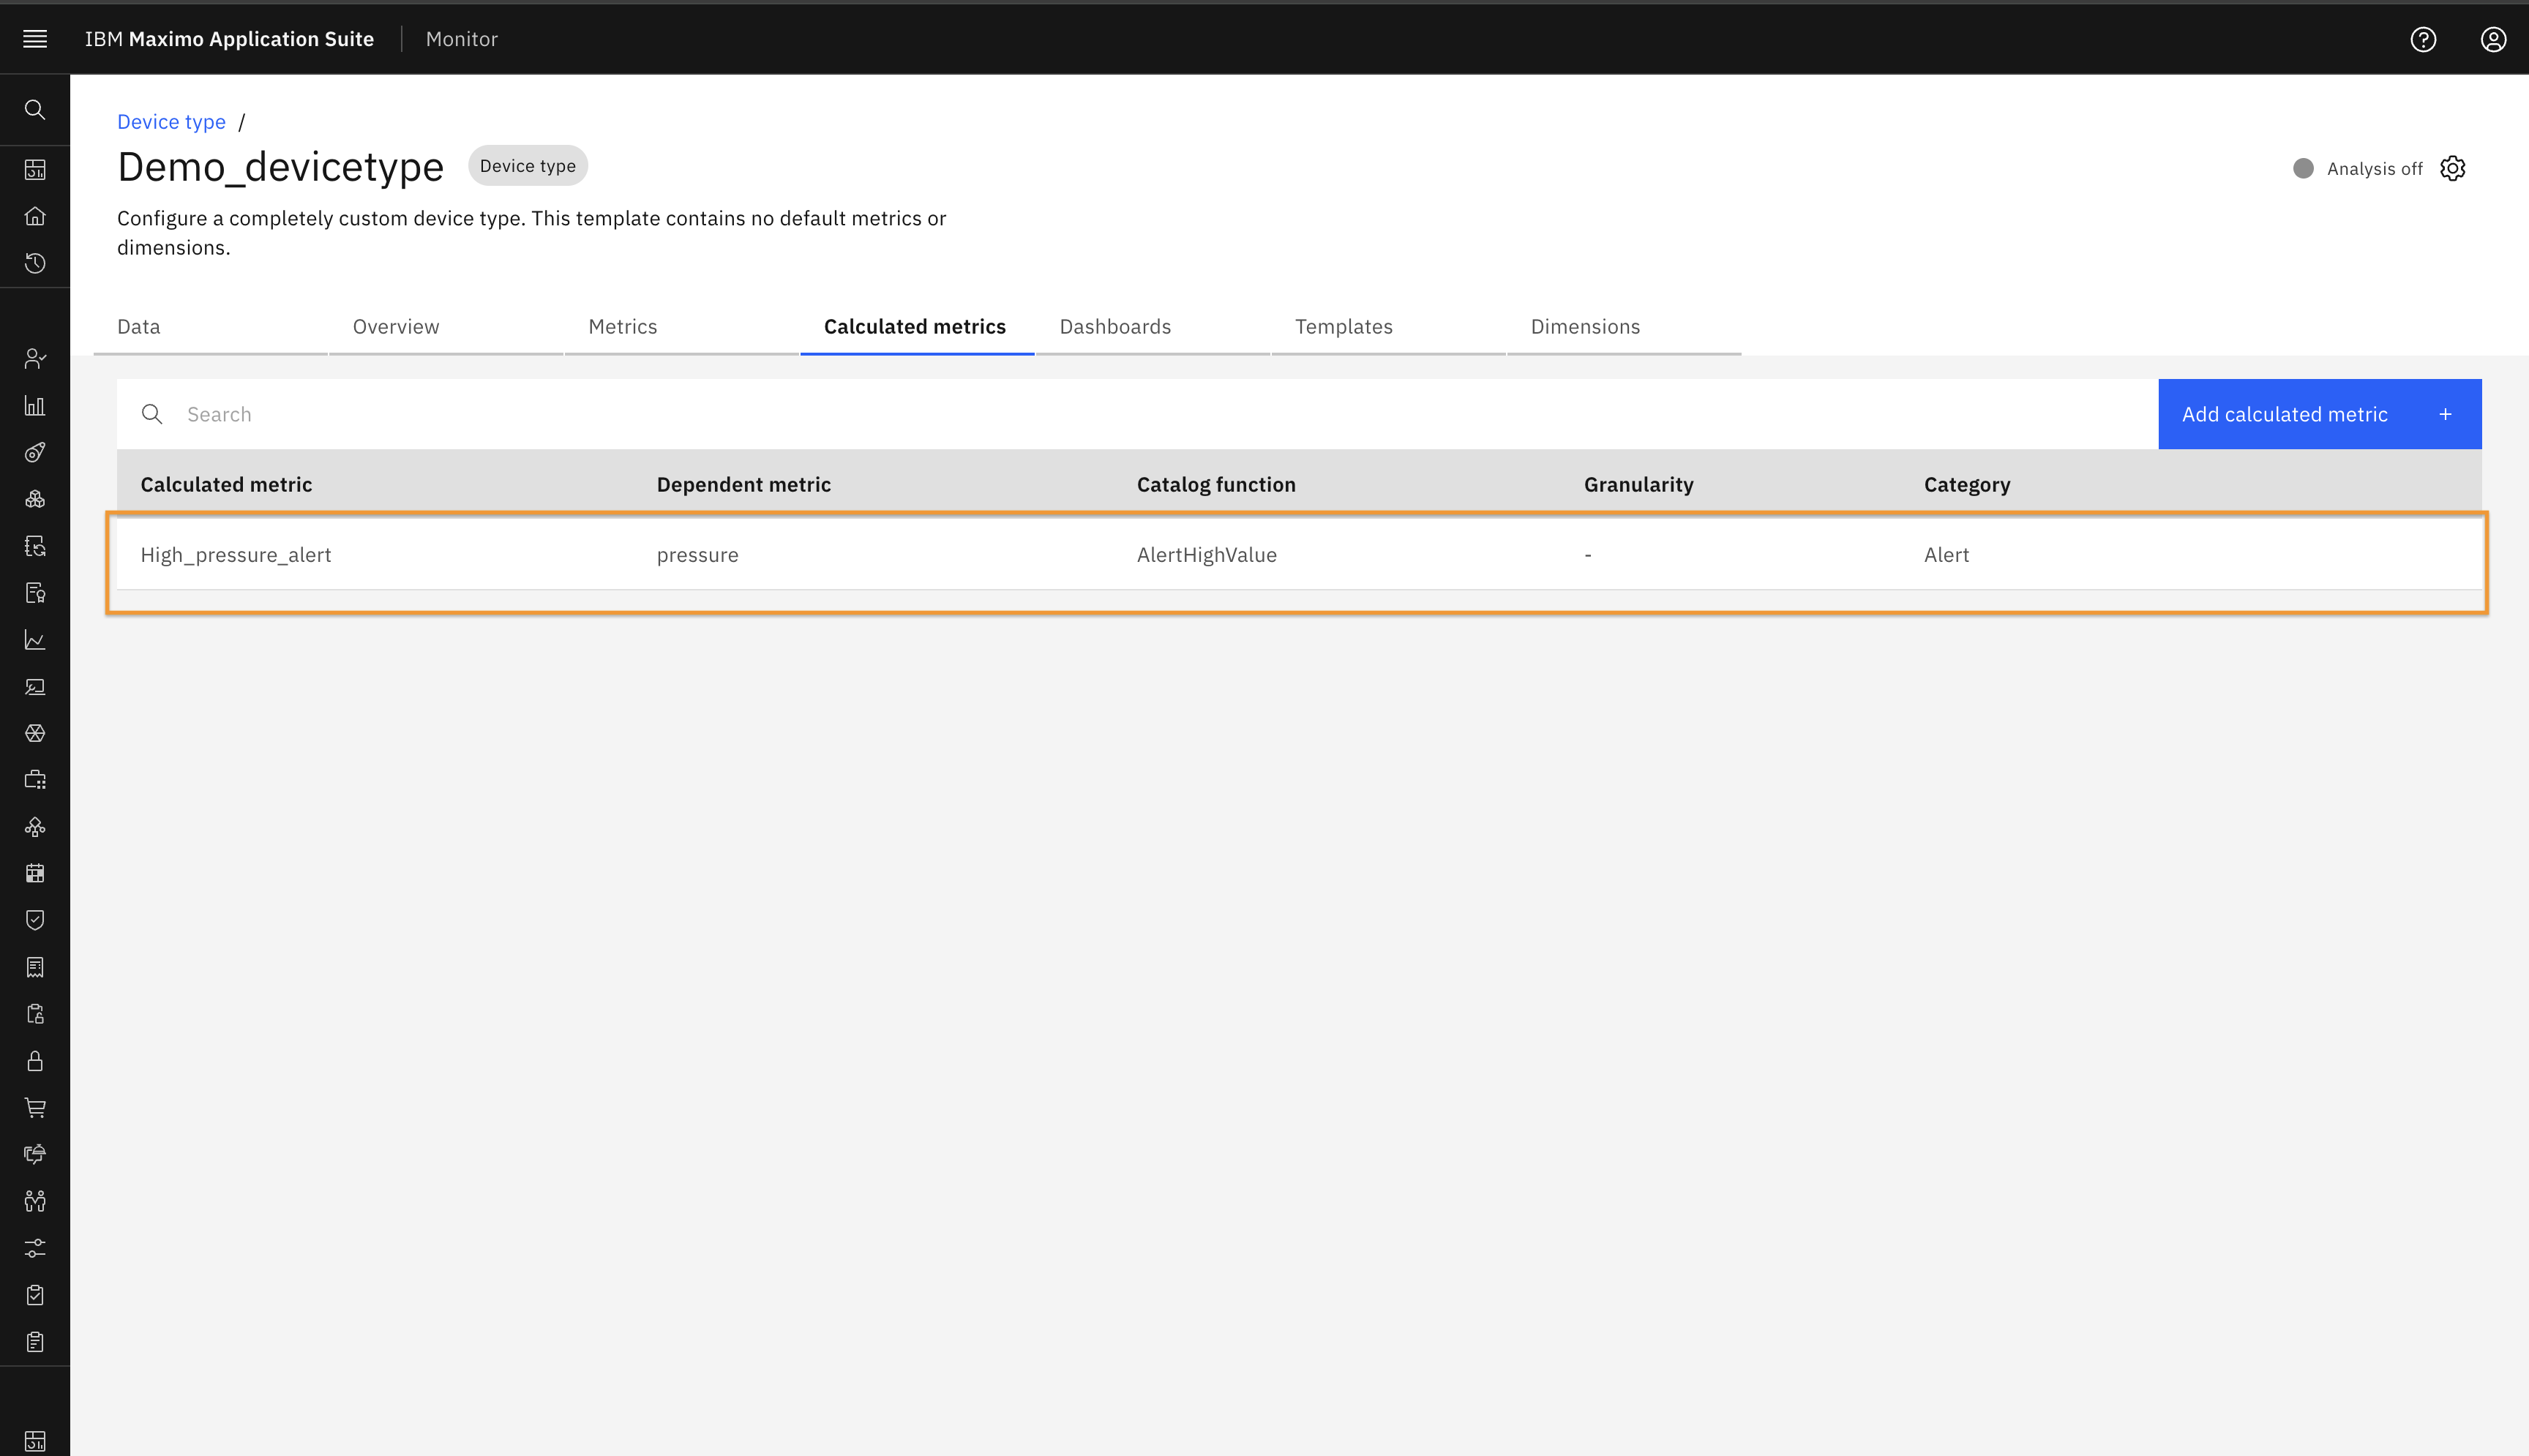 IBM Maximo Application Suite Monitor
Device type /
Demo_devicetype Device type
Analysis off
Configure a completely custom device type. This template contains no default metrics or
dimensions.
Data Overview Metrics Calculated metrics Dashboards Templates Dimensions
Search Add calculated metric +
Calculated metric Dependent metric Catalog function Granularity Category
High_pressure_alert pressure AlertHighValue - Alert